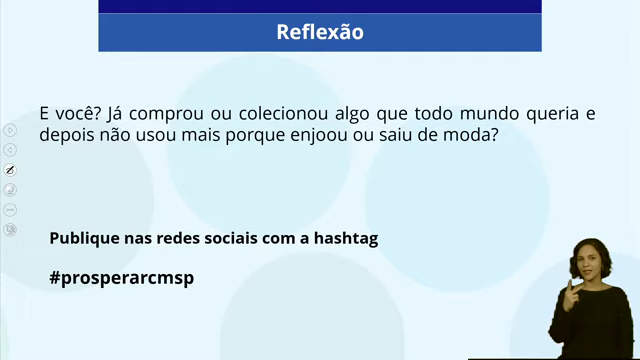 Reflexão
E você? Já comprou ou colecionou algo que todo mundo queria e
depois não usou mais porque enjoou ou saiu de moda?
Publique nas redes sociais com a hashtag
#prosperarcmsp